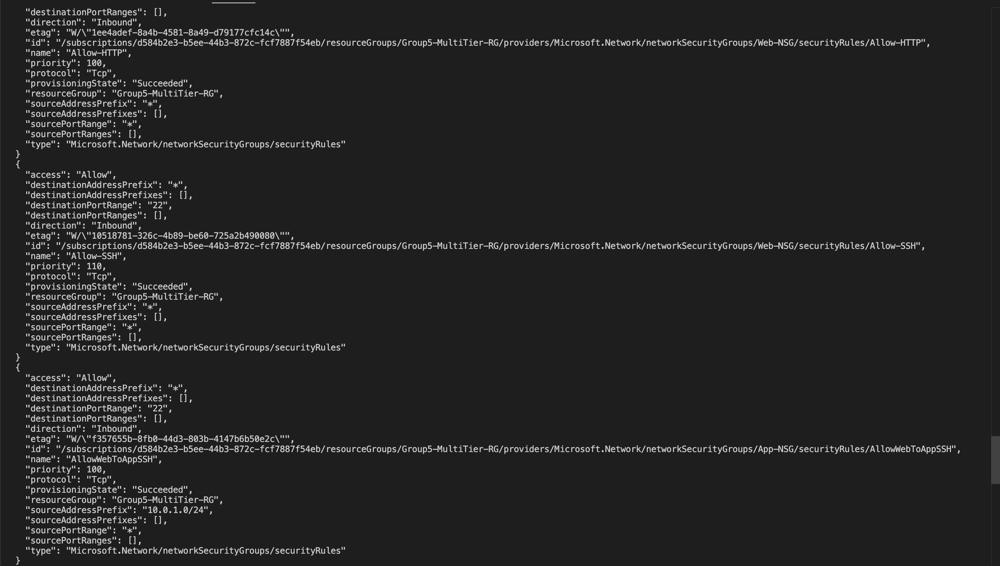 "destinationPortRanges": [],
"direction": "Inbound",
"etag": "W/\"1ee4adef-8a4b-4581-8a49-d79177cfc14c\"",
"id": "/subscriptions/d584b2e3-b5ee-44b3-872c-fcf7887f54eb/resourceGroups/Group5-MultiTier-RG/providers/Microsoft.Network/networkSecurityGroups/Web-NSG/securityRules/Allow-HTTP",
"name": "Allow-HTTP",
"priority": 100,
"protocol": "Tcp",
"provisioningState": "Succeeded",
"resourceGroup": "Group5-MultiTier-RG",
"sourceAddressPrefix": "*",
"sourceAddressPrefixes": [],
"sourcePortRange": "*",
"sourcePortRanges": [],
"type": "Microsoft.Network/networkSecurityGroups/securityRules"
}
{
"access": "Allow",
"destinationAddressPrefix": "*",
"destinationAddressPrefixes": [],
"destinationPortRange": "22",
"destinationPortRanges": [],
"direction": "Inbound",
"etag": "W/\"10518781-326c-4b89-be60-725a2b490080\"",
"id": "/subscriptions/d584b2e3-b5ee-44b3-872c-fcf7887f54eb/resourceGroups/Group5-MultiTier-RG/providers/Microsoft.Network/networkSecurityGroups/Web-NSG/securityRules/Allow-SSH",
"name": "Allow-SSH",
"priority": 110,
"protocol": "Tcp",
"provisioningState": "Succeeded",
"resourceGroup": "Group5-MultiTier-RG",
"sourceAddressPrefix": "*",
"sourceAddressPrefixes": [],
"sourcePortRange": "*",
"sourcePortRanges": [],
"type": "Microsoft.Network/networkSecurityGroups/securityRules"
}
{
"access": "Allow",
"destinationAddressPrefix": "*",
"destinationAddressPrefixes": [],
"destinationPortRange": "22",
"destinationPortRanges": [],
"direction": "Inbound",
"etag": "W/\"f357655b-8fb0-44d3-803b-4147b6b50e2c\"",
"id": "/subscriptions/d584b2e3-b5ee-44b3-872c-fcf7887f54eb/resourceGroups/Group5-MultiTier-RG/providers/Microsoft.Network/networkSecurityGroups/App-NSG/securityRules/AllowWebToAppSSH",
"name": "AllowWebToAppSSH",
"priority": 100,
"protocol": "Tcp",
"provisioningState": "Succeeded",
"resourceGroup": "Group5-MultiTier-RG",
"sourceAddressPrefix": "10.0.1.0/24",
"sourceAddressPrefixes": [],
"sourcePortRange": "*",
"sourcePortRanges": [],
"type": "Microsoft.Network/networkSecurityGroups/securityRules"
}